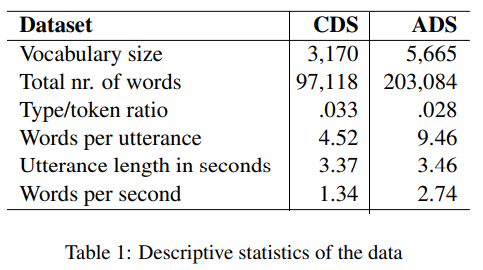 Dataset CDS ADS
Vocabulary size 3,170 5,665
Total nr. of words 97,118 203,084
Type/token ratio .033 .028
Words per utterance 4.52 9.46
Utterance length in seconds 3.37 3.46
Words per second 1.34 2.74
Table 1: Descriptive statistics of the data